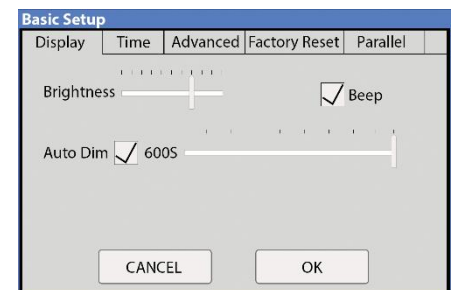 Basic Setup
Display Time Advanced Factory Reset Parallel
Brightness Beep
Auto Dim 600S
CANCEL OK